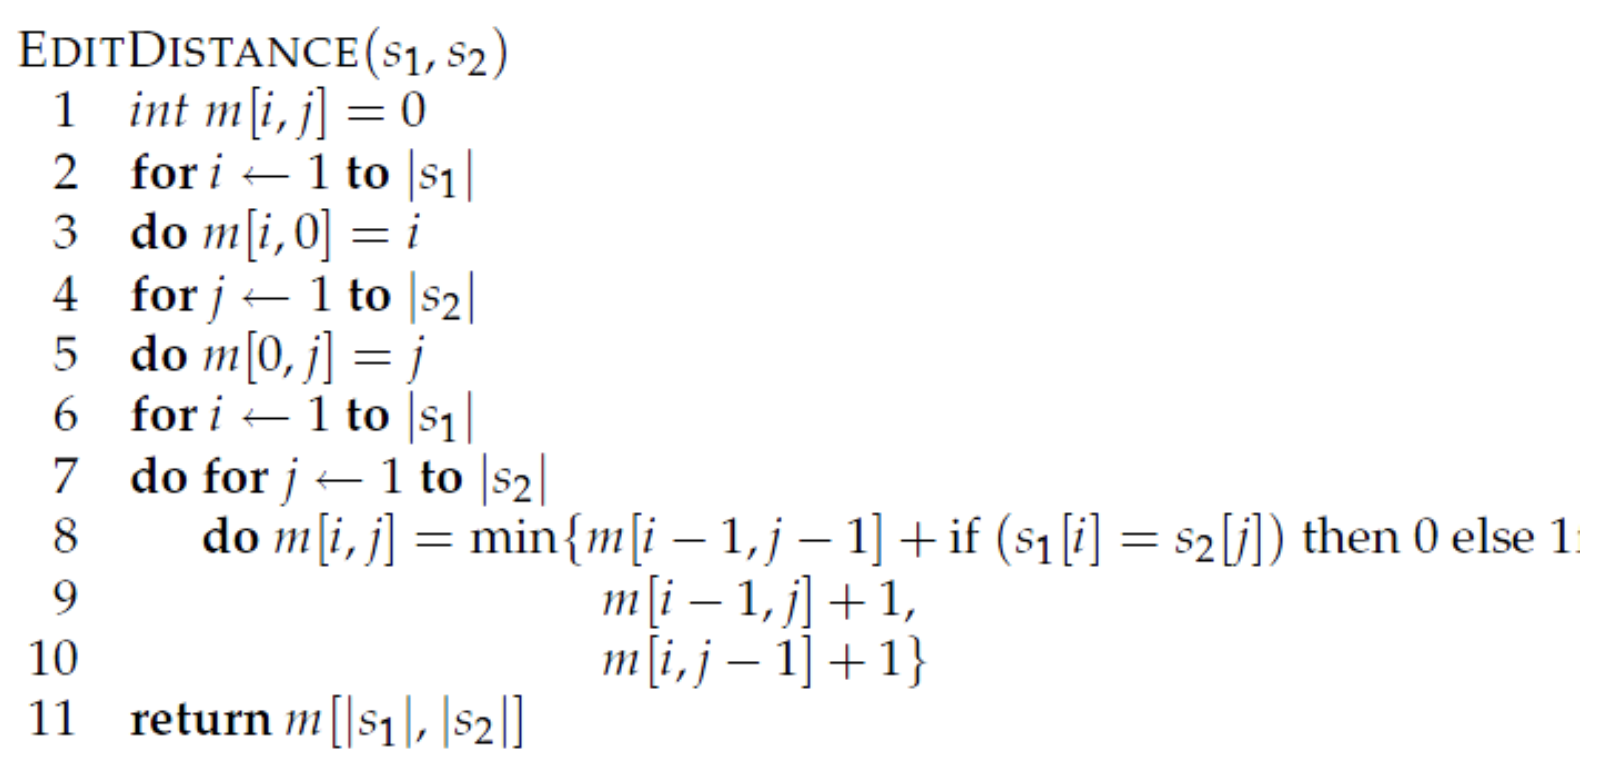 EDITDISTANCE(s₁, s₂)
1 int m[i, j] = 0
2 for i ← 1 to |s₁|
3 do m[i, 0] = i
4 for j ← 1 to |s₂|
5 do m[0, j] = j
6 for i ← 1 to |s₁|
7 do for j ← 1 to |s₂|
8 do m[i, j] = min{m[i − 1, j − 1] + if (s₁[i] = s₂[j]) then 0 else 1
9 m[i − 1, j] + 1,
10 m[i, j − 1] + 1}
11 return m[|s₁|, |s₂|]